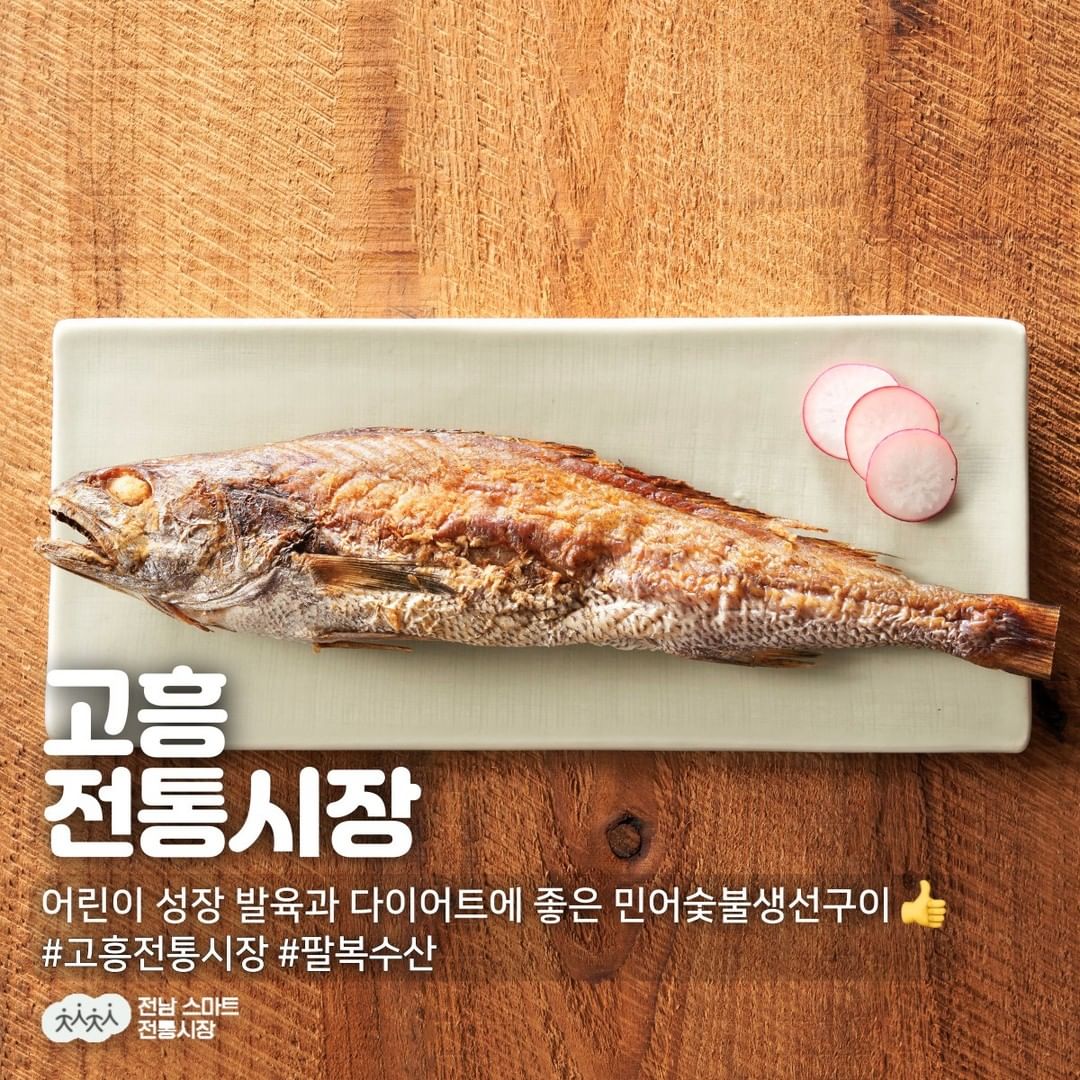 고흥
전통시장
어린이 성장 발육과 다이어트에 좋은 민어숯불생선구이 👍
#고흥전통시장 #팔복수산
전남 스마트
전통시장